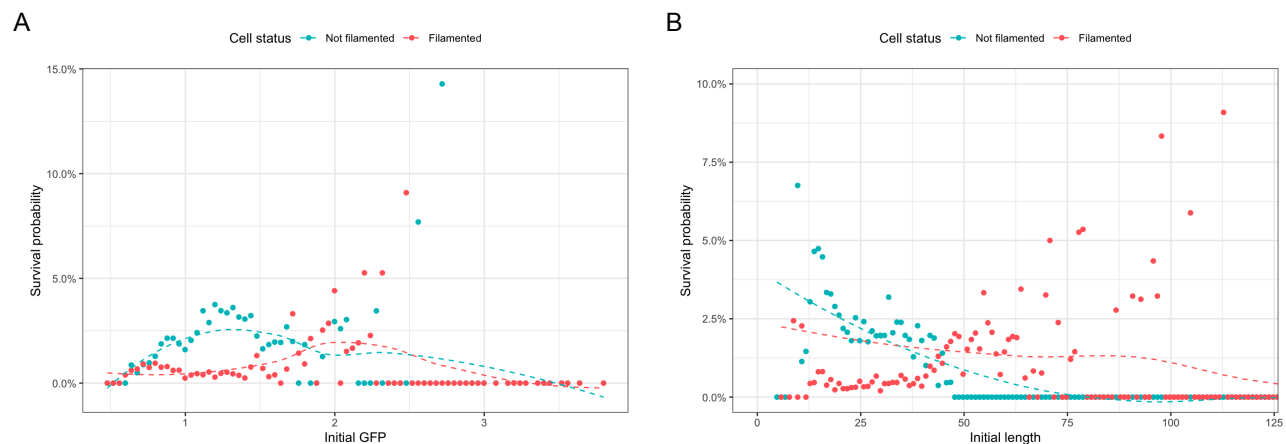 A
Cell status Not filamented Filamented
Survival probability
15.0%
10.0%
5.0%
0.0%
1 2 3
Initial GFP
B
Cell status Not filamented Filamented
Survival probability
10.0%
7.5%
5.0%
2.5%
0.0%
0 25 50 75 100 125
Initial length